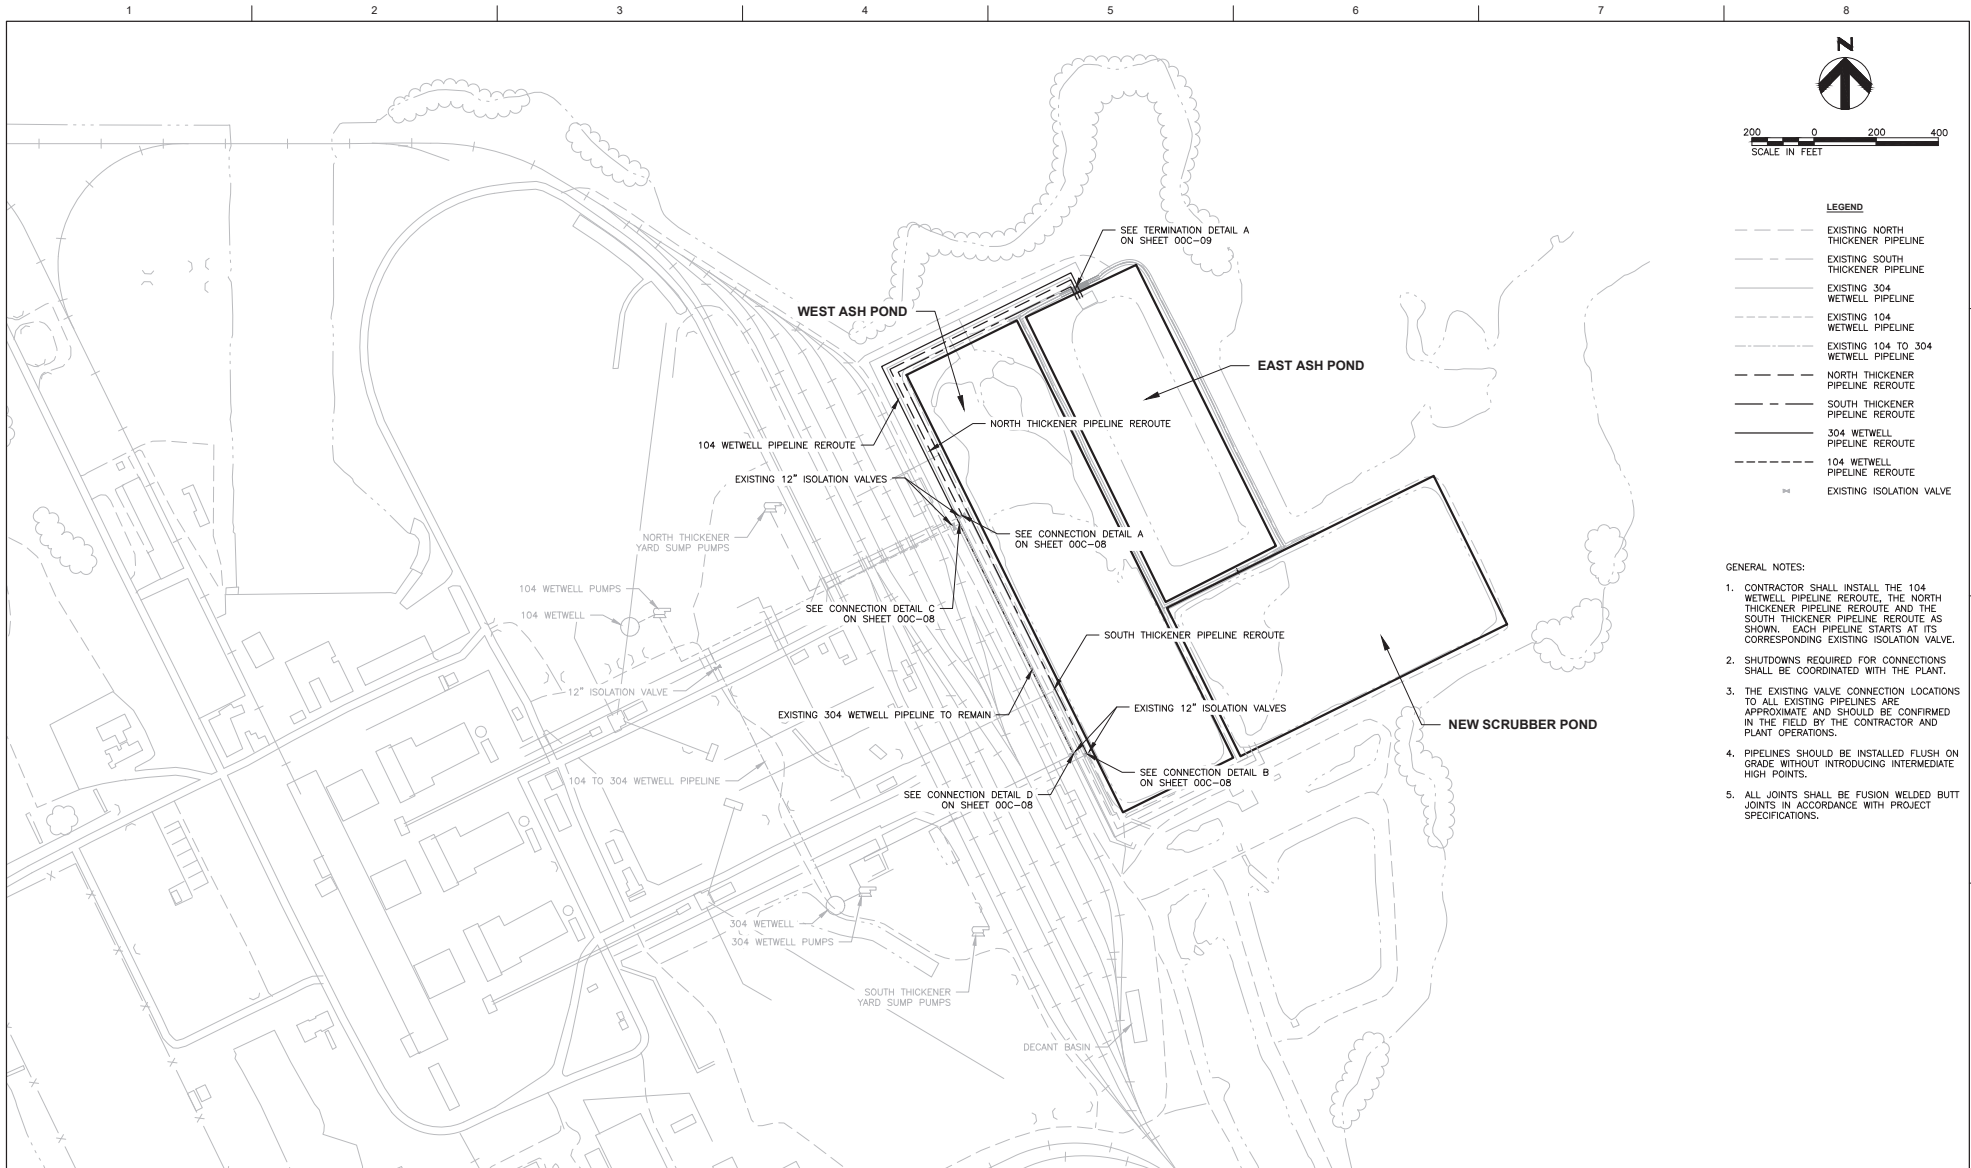 1 2 3 4 5 6 7 8
N
200 0 200 400
SCALE IN FEET
LEGEND
EXISTING NORTH
THICKENER PIPELINE
EXISTING SOUTH
THICKENER PIPELINE
EXISTING 304
WETWELL PIPELINE
EXISTING 104
WETWELL PIPELINE
EXISTING 104 TO 304
WETWELL PIPELINE
NORTH THICKENER
PIPELINE REROUTE
SOUTH THICKENER
PIPELINE REROUTE
304 WETWELL
PIPELINE REROUTE
104 WETWELL
PIPELINE REROUTE
EXISTING ISOLATION VALVE
GENERAL NOTES:
1. CONTRACTOR SHALL INSTALL THE 104
WETWELL PIPELINE REROUTE, THE NORTH
THICKENER PIPELINE REROUTE AND THE
SOUTH THICKENER PIPELINE REROUTE AS
SHOWN. EACH PIPELINE STARTS AT ITS
CORRESPONDING EXISTING ISOLATION VALVE.
2. SHUTDOWNS REQUIRED FOR CONNECTIONS
SHALL BE COORDINATED WITH THE PLANT.
3. THE EXISTING VALVE CONNECTION LOCATIONS
TO ALL EXISTING PIPELINES ARE
APPROXIMATE AND SHOULD BE CONFIRMED
IN THE FIELD BY THE CONTRACTOR AND
PLANT OPERATIONS.
4. PIPELINES SHOULD BE INSTALLED FLUSH ON
GRADE WITHOUT INTRODUCING INTERMEDIATE
HIGH POINTS.
5. ALL JOINTS SHALL BE FUSION WELDED BUTT
JOINTS IN ACCORDANCE WITH PROJECT
SPECIFICATIONS.
SEE TERMINATION DETAIL A
ON SHEET 00C-09
WEST ASH POND
EAST ASH POND
NORTH THICKENER PIPELINE REROUTE
104 WETWELL PIPELINE REROUTE
EXISTING 12" ISOLATION VALVES
NORTH THICKENER
YARD SUMP PUMPS
SEE CONNECTION DETAIL A
ON SHEET 00C-08
104 WETWELL PUMPS
104 WETWELL
SEE CONNECTION DETAIL C
ON SHEET 00C-08
SOUTH THICKENER PIPELINE REROUTE
12" ISOLATION VALVE
EXISTING 304 WETWELL PIPELINE TO REMAIN
EXISTING 12" ISOLATION VALVES
NEW SCRUBBER POND
104 TO 304 WETWELL PIPELINE
SEE CONNECTION DETAIL B
ON SHEET 00C-08
SEE CONNECTION DETAIL D
ON SHEET 00C-08
304 WETWELL
304 WETWELL PUMPS
SOUTH THICKENER
YARD SUMP PUMPS
DECANT BASIN